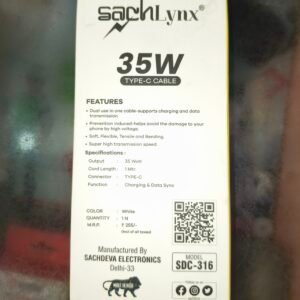 SachLynx®
35W
TYPE-C CABLE
FEATURES
• Dual use in one cable-supports charging and data
transmission
• Prevention induced-helps avoid the damage to your
phone by high voltage.
• Soft, Flexible, Tensile and Bending.
• Super high transmission speed.
Specifications:
Output : 35 Watt
Cord Length : 1 Mtr.
Connector : TYPE-C
Function : Charging & Data Sync
COLOR : White
QUANTITY : 1 N
M.R.P. : ₹ 255/-
(Incl of all taxes)
Manufactured By
SACHDEVA ELECTRONICS
Delhi-33
MODEL
SDC-316
MAKE IN INDIA